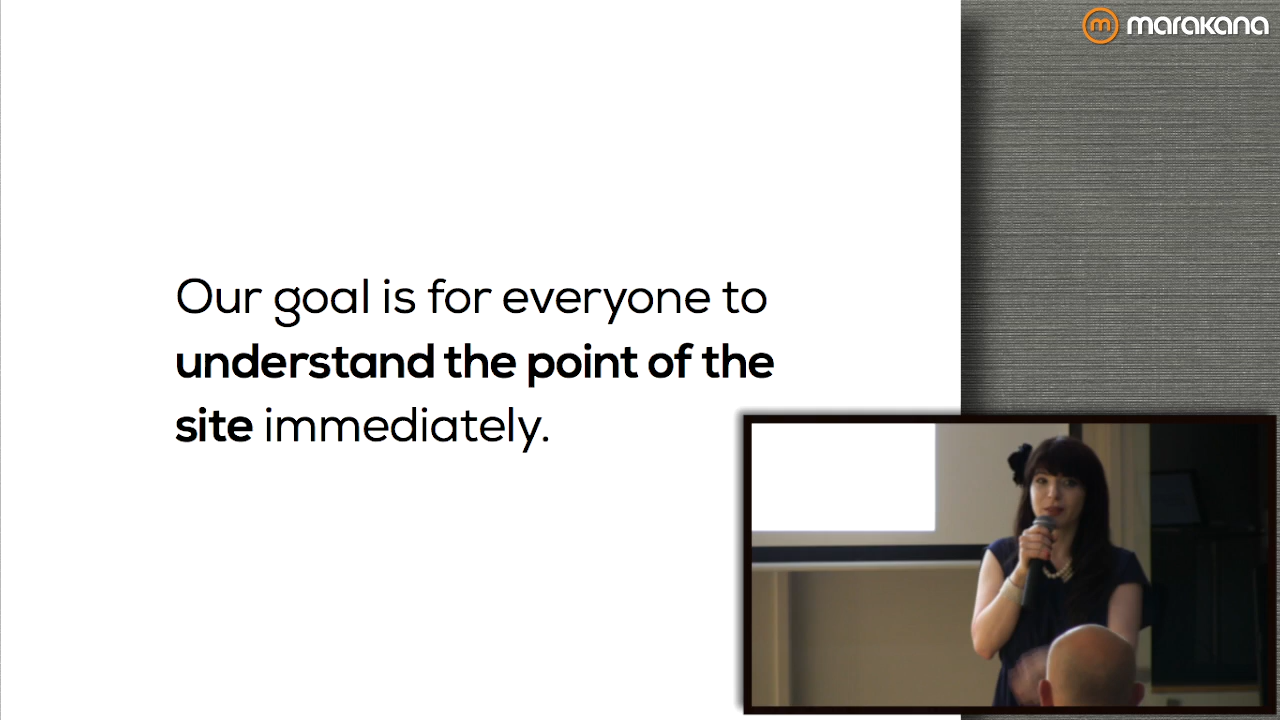 marakana
Our goal is for everyone to
understand the point of the
site immediately.